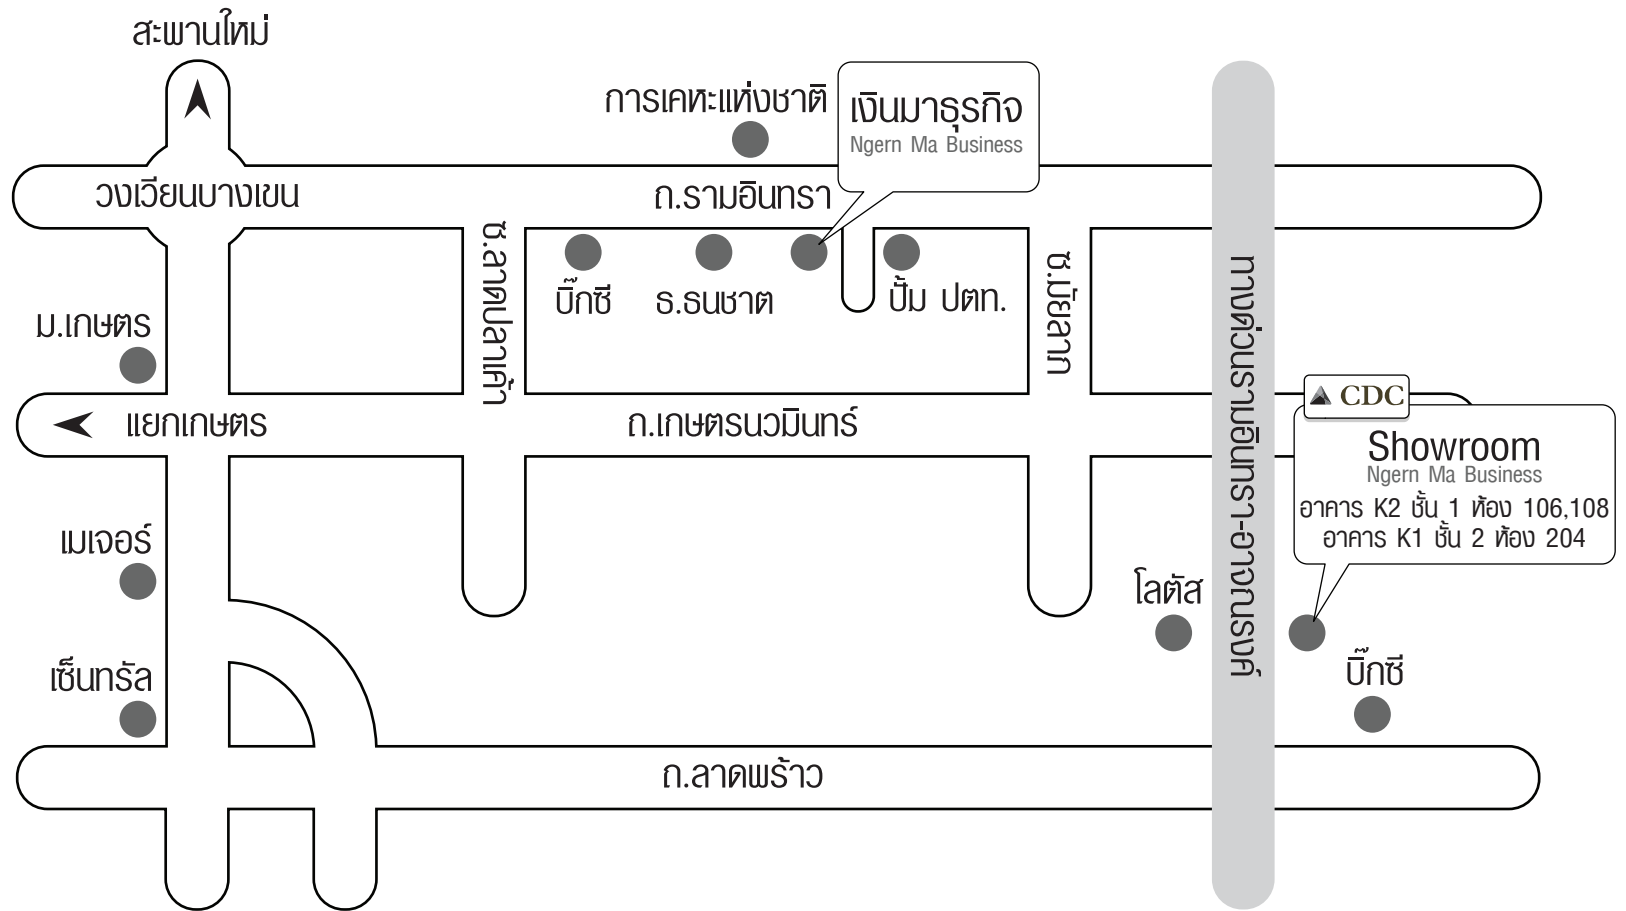 สะพานใหม่
การเคหะแห่งชาติ
เงินมาธุรกิจ
Ngern Ma Business
วงเวียนบางเขน
ถ.รามอินทรา
ซ.ลาดปลาเค้า
บิ๊กซี
ธ.ธนชาต
ปั้ม ปตท.
ซ.มัยลาภ
ทางด่วนรามอินทรา-อาจณรงค์
ม.เกษตร
แยกเกษตร
ถ.เกษตรนวมินทร์
CDC
Showroom
Ngern Ma Business
อาคาร K2 ชั้น 1 ห้อง 106,108
อาคาร K1 ชั้น 2 ห้อง 204
เมเจอร์
โลตัส
เซ็นทรัล
บิ๊กซี
ถ.ลาดพร้าว